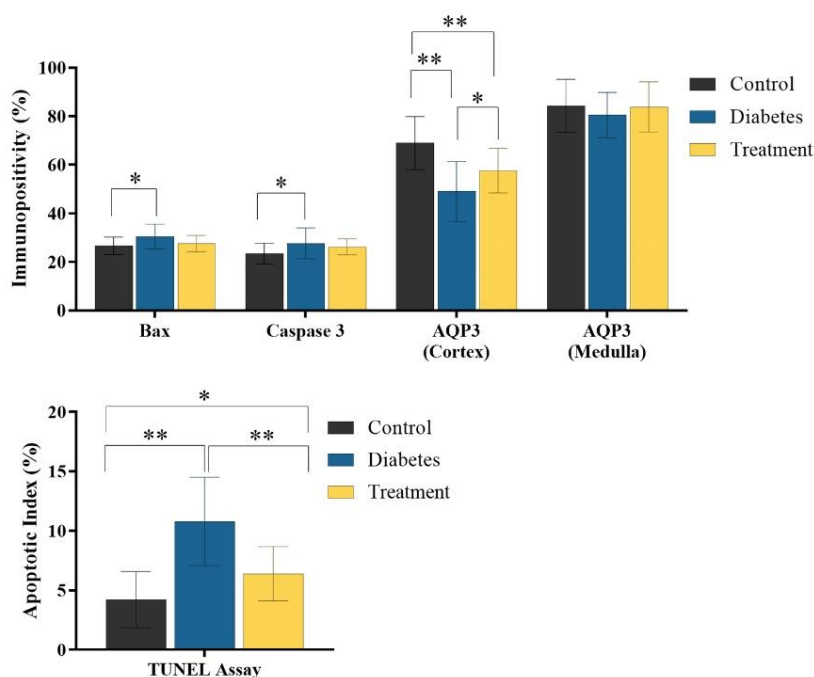 **
**
*
*
*
Immunopositivity (%)
100
80
60
40
20
0
Bax
Caspase 3
AQP3
(Cortex)
AQP3
(Medulla)
Control
Diabetes
Treatment
*
**
**
Apoptotic Index (%)
20
15
10
5
0
TUNEL Assay
Control
Diabetes
Treatment